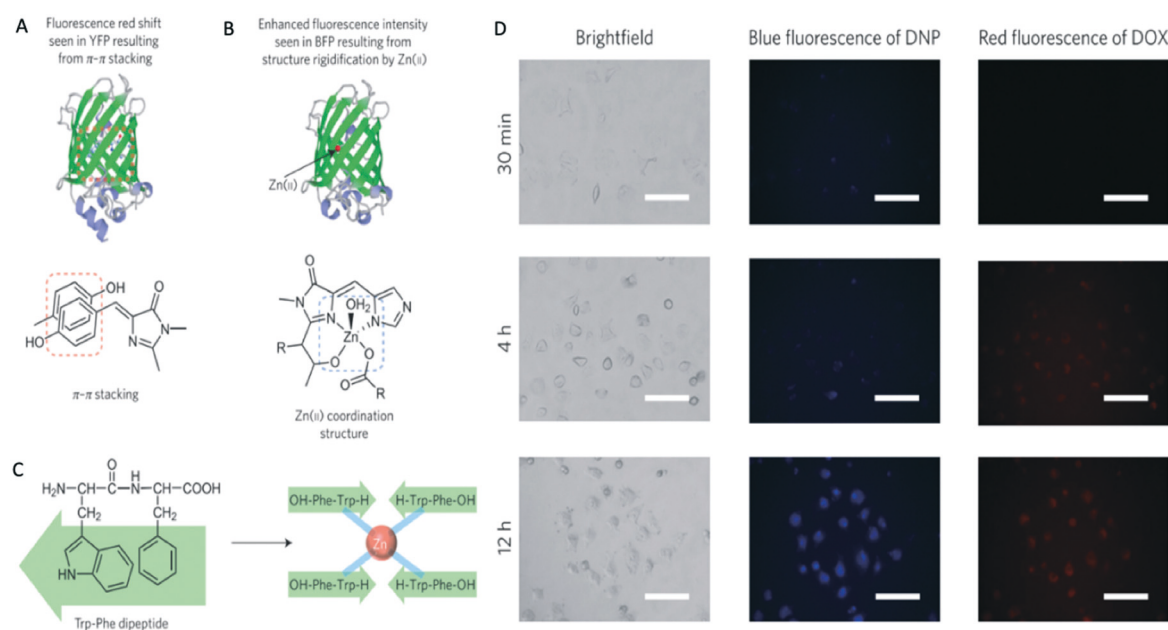 A
Fluorescence red shift
seen in YFP resulting
from π–π stacking
OH
O
N
N
HO
π–π stacking
B
Enhanced fluorescence intensity
seen in BFP resulting from
structure rigidification by Zn(II)
Zn(II)
O
N
OH2
N
N
N
Zn
R
O
O
O
R
Zn(II) coordination
structure
C
O
H
H2N—CH—C—N—CH—COOH
CH2
CH2
HN
Trp-Phe dipeptide
OH-Phe-Trp-H
H-Trp-Phe-OH
Zn
OH-Phe-Trp-H
H-Trp-Phe-OH
D
Brightfield
Blue fluorescence of DNP
Red fluorescence of DOX
30 min
4 h
12 h